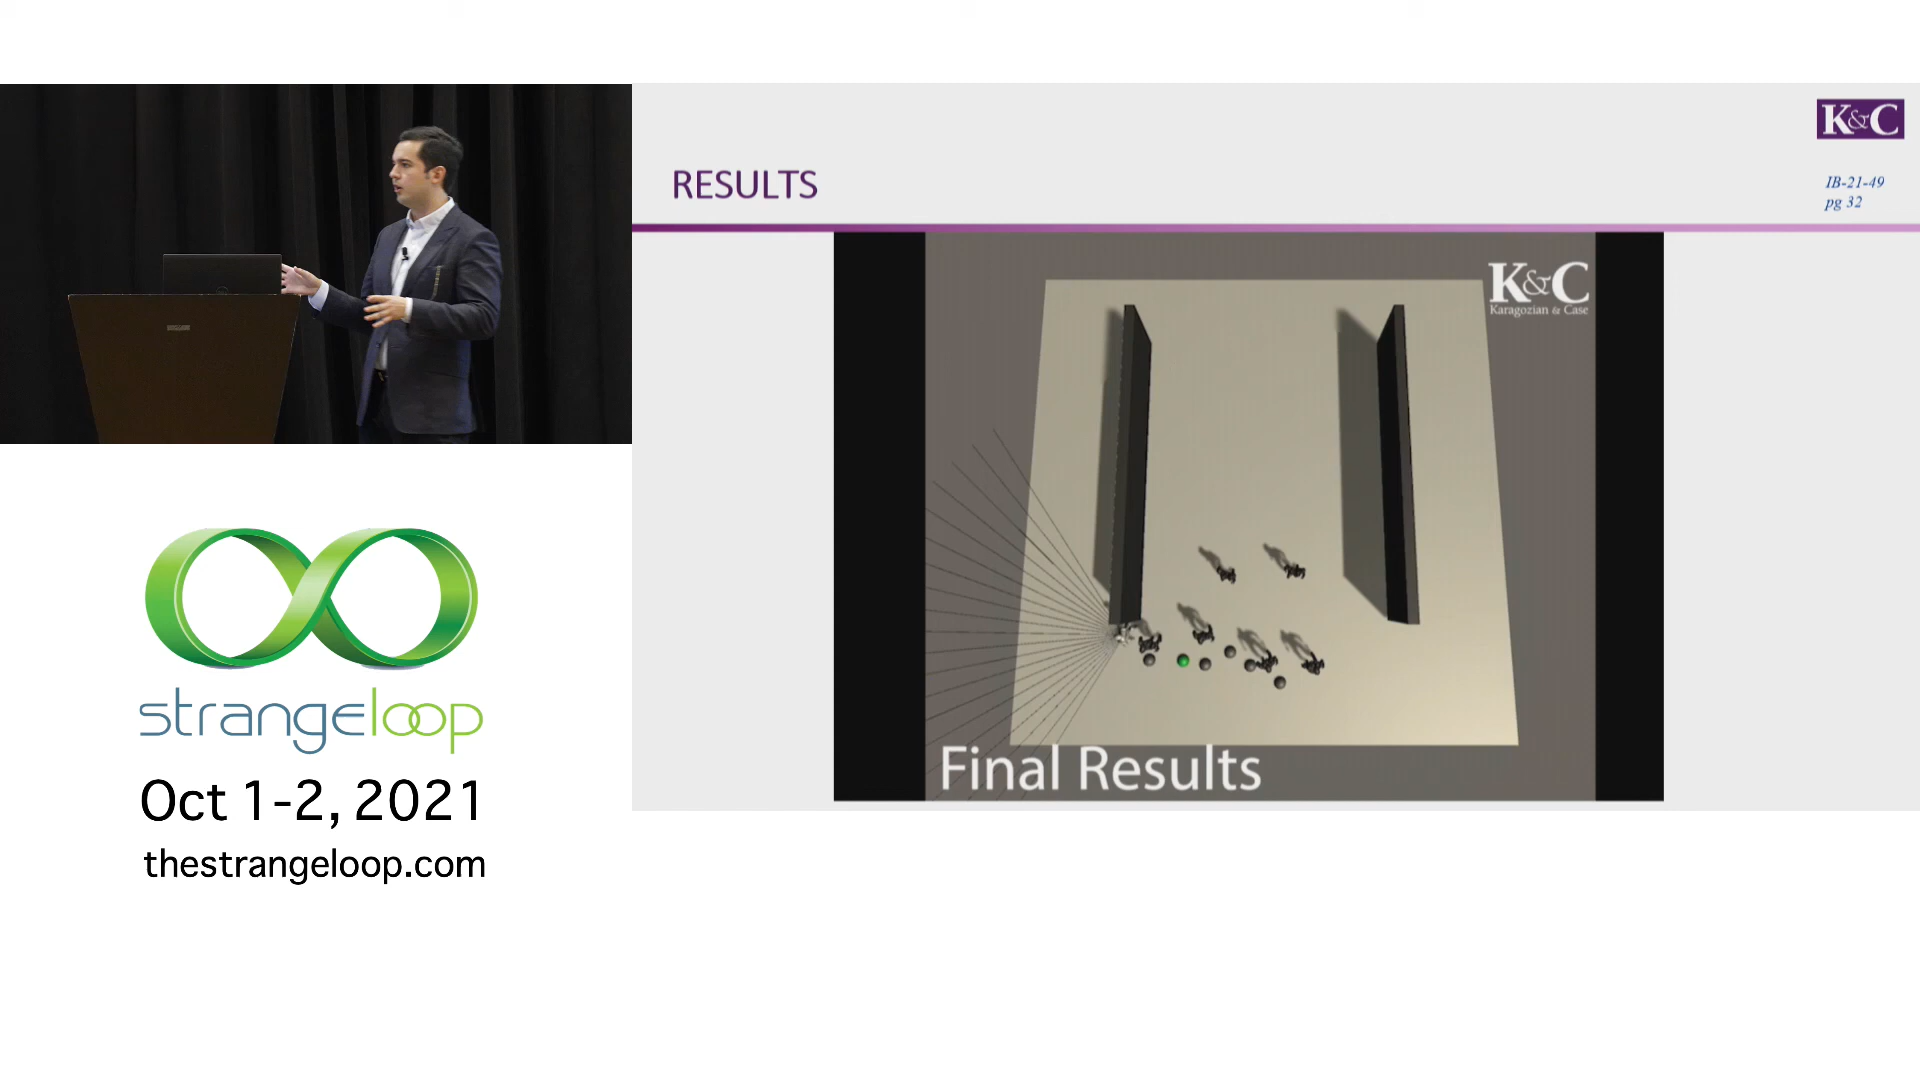 K&C
RESULTS
IB-21-49
pg 32
K&C
Karagozian & Case
Final Results
strangeloop
Oct 1-2, 2021
thestrangeloop.com